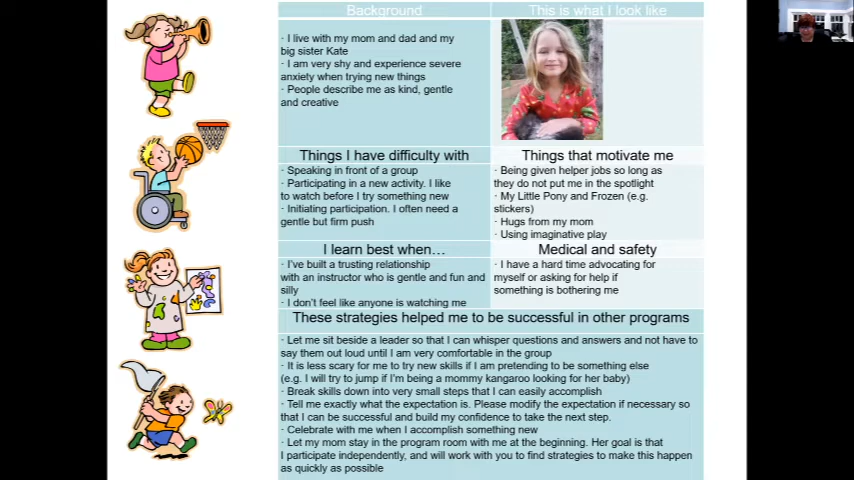 Background
This is what I look like
· I live with my mom and dad and my
big sister Kate
· I am very shy and experience severe
anxiety when trying new things
· People describe me as kind, gentle
and creative
Things I have difficulty with
Things that motivate me
· Speaking in front of a group
· Participating in a new activity. I like
to watch before I try something new
· Initiating participation. I often need a
gentle but firm push
· Being given helper jobs so long as
they do not put me in the spotlight
· My Little Pony and Frozen (e.g.
stickers)
· Hugs from my mom
· Using imaginative play
I learn best when…
Medical and safety
· I've built a trusting relationship
with an instructor who is gentle and fun and
silly
· I don't feel like anyone is watching me
· I have a hard time advocating for
myself or asking for help if
something is bothering me
These strategies helped me to be successful in other programs
· Let me sit beside a leader so that I can whisper questions and answers and not have to
say them out loud until I am very comfortable in the group
· It is less scary for me to try new skills if I am pretending to be something else
(e.g. I will try to jump if I'm being a mommy kangaroo looking for her baby)
· Break skills down into very small steps that I can easily accomplish
· Tell me exactly what the expectation is. Please modify the expectation if necessary so
that I can be successful and build my confidence to take the next step.
· Celebrate with me when I accomplish something new
· Let my mom stay in the program room with me at the beginning. Her goal is that
I participate independently, and will work with you to find strategies to make this happen
as quickly as possible